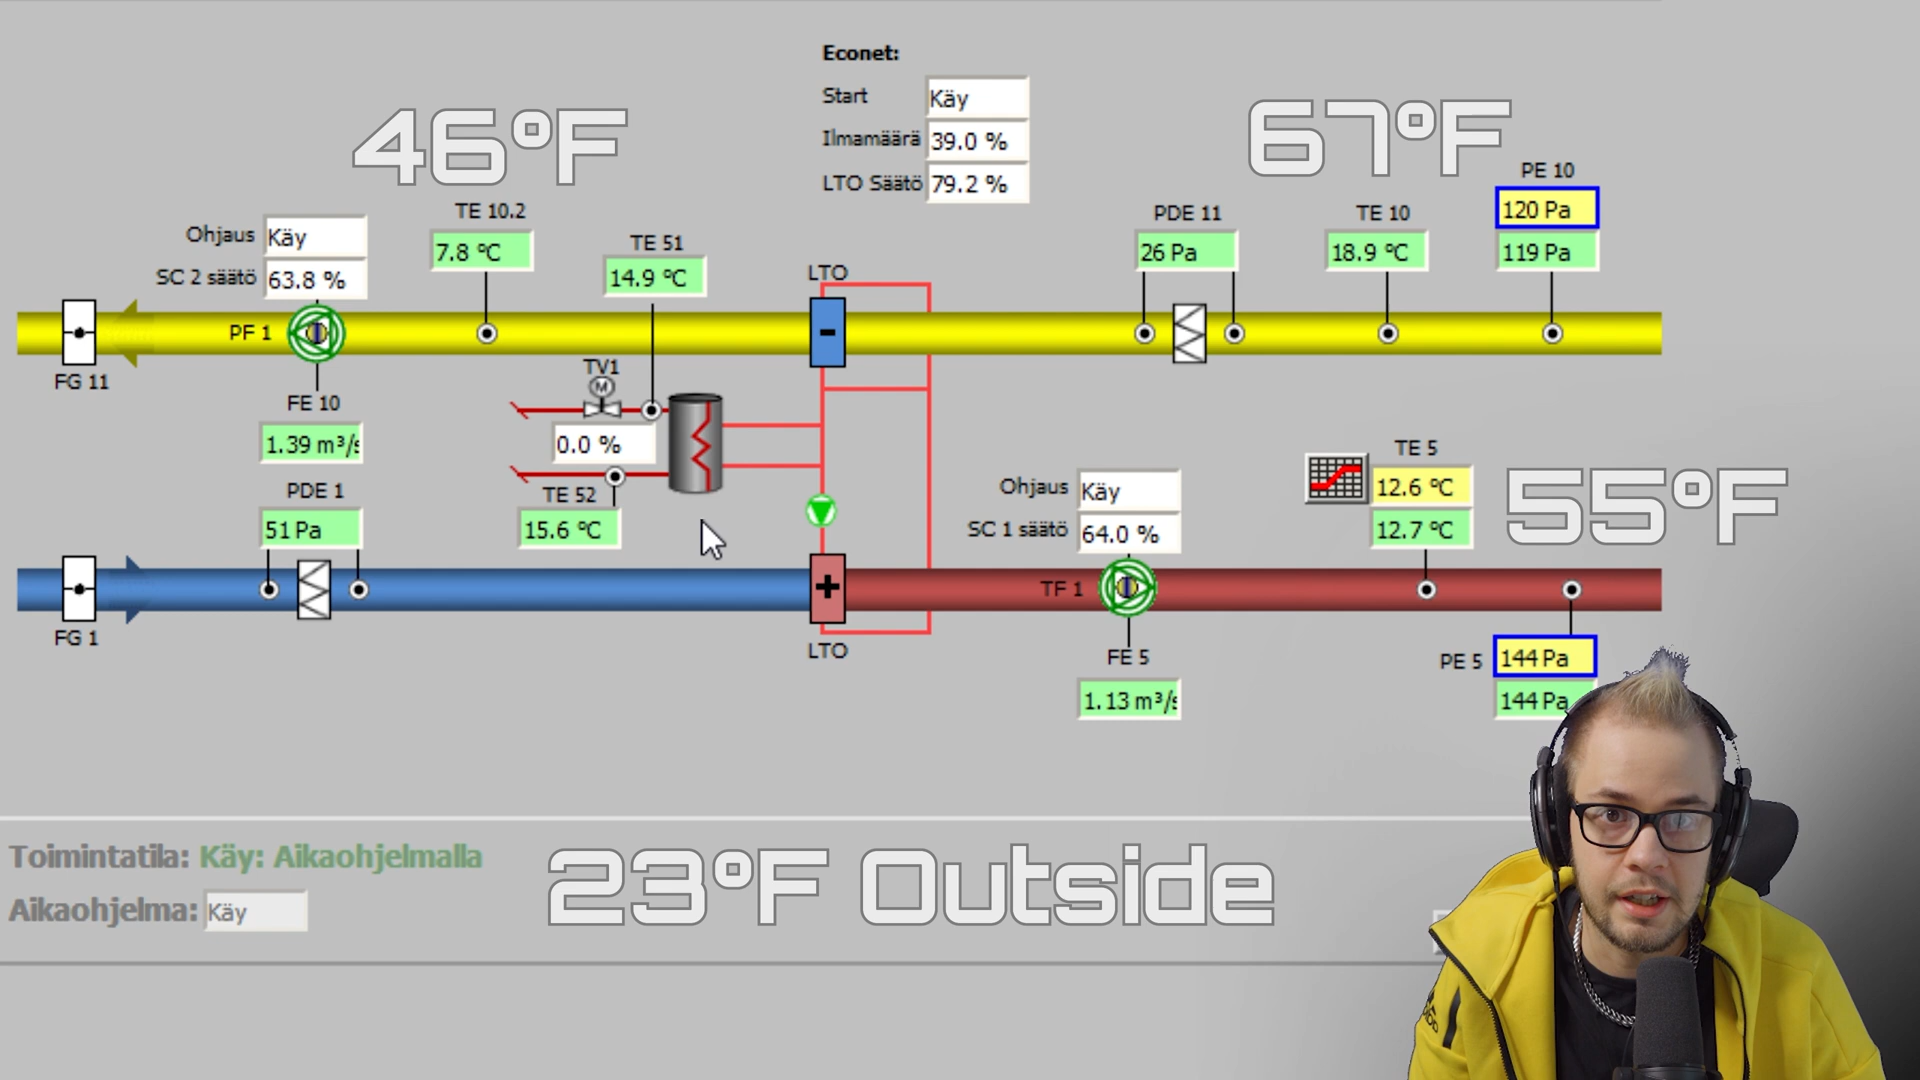 Econet:
Start Käy
Ilmamäärä 39.0 %
LTO Säätö 79.2 %
46°F
67°F
PE 10
120 Pa
119 Pa
TE 10.2
7.8 °C
PDE 11
26 Pa
TE 10
18.9 °C
Ohjaus Käy
SC 2 säätö 63.8 %
TE 51
14.9 °C
LTO
-
PF 1
FG 11
TV1
M
FE 10
1.39 m³/s
0.0 %
TE 52
15.6 °C
PDE 1
51 Pa
Ohjaus Käy
SC 1 säätö 64.0 %
TE 5
12.6 °C
12.7 °C
55°F
+
TF 1
FG 1
LTO
FE 5
1.13 m³/s
PE 5 144 Pa
144 Pa
Toimintatila: Käy: Aikaohjelmalla
Aikaohjelma: Käy
23°F Outside
adidas